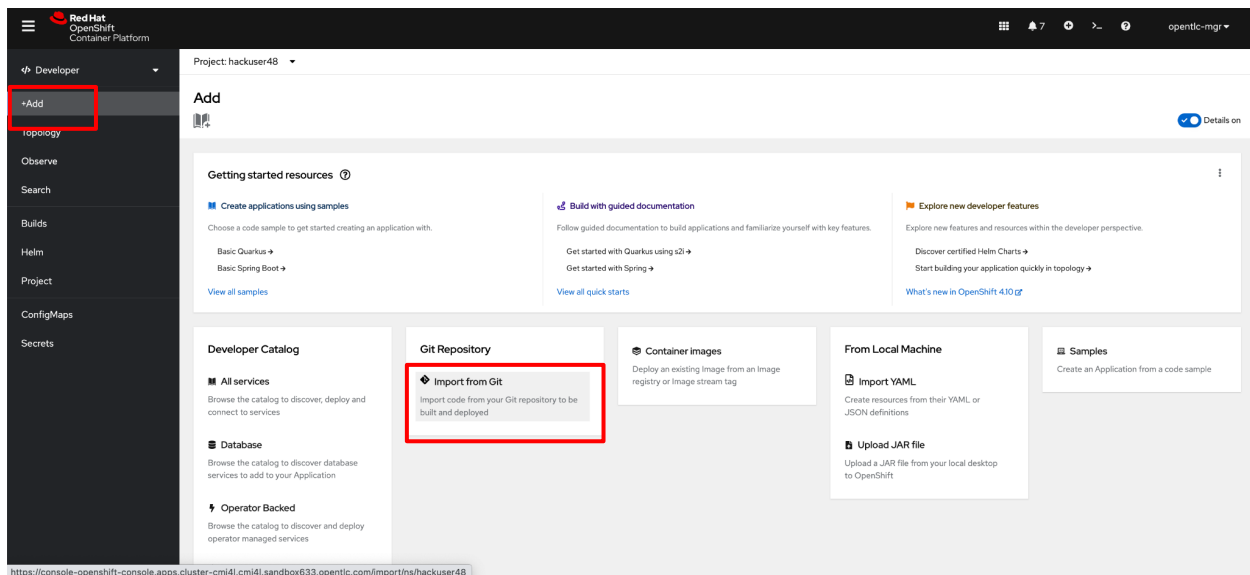 Red Hat
OpenShift
Container Platform
7
opentlc-mgr
Developer
+Add
Topology
Observe
Search
Builds
Helm
Project
ConfigMaps
Secrets
Project: hackuser48
Add
Details on
Getting started resources
Create applications using samples
Choose a code sample to get started creating an application with.
Basic Quarkus →
Basic Spring Boot →
View all samples
Build with guided documentation
Follow guided documentation to build applications and familiarize yourself with key features.
Get started with Quarkus using s2i →
Get started with Spring →
View all quick starts
Explore new developer features
Explore new features and resources within the developer perspective.
Discover certified Helm Charts →
Start building your application quickly in topology →
What's new in OpenShift 4.10
Developer Catalog
All services
Browse the catalog to discover, deploy and
connect to services
Database
Browse the catalog to discover database
services to add to your Application
Operator Backed
Browse the catalog to discover and deploy
operator managed services
Git Repository
Import from Git
Import code from your Git repository to be
built and deployed
Container images
Deploy an existing Image from an Image
registry or Image stream tag
From Local Machine
Import YAML
Create resources from their YAML or
JSON definitions
Upload JAR file
Upload a JAR file from your local desktop
to OpenShift
Samples
Create an Application from a code sample
https://console-openshift-console.apps.cluster-cmj4l.cmj4l.sandbox633.opentlc.com/import/ns/hackuser48